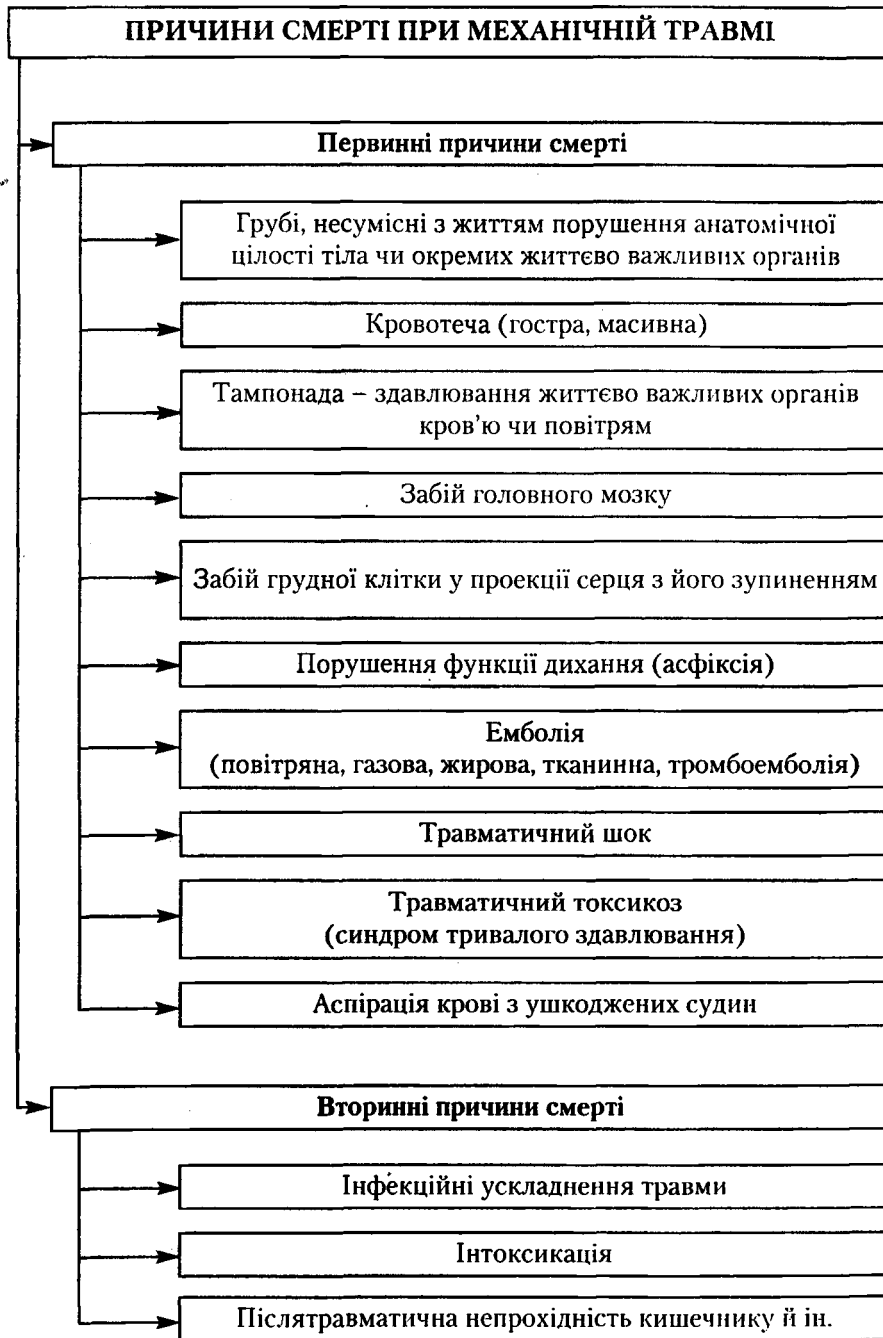 ПРИЧИНИ СМЕРТІ ПРИ МЕХАНІЧНІЙ ТРАВМІ
Первинні причини смерті
Грубі, несумісні з життям порушення анатомічної
цілості тіла чи окремих життєво важливих органів
Кровотеча (гостра, масивна)
Тампонада – здавлювання життєво важливих органів
кров’ю чи повітрям
Забій головного мозку
Забій грудної клітки у проекції серця з його зупиненням
Порушення функції дихання (асфіксія)
Емболія
(повітряна, газова, жирова, тканинна, тромбоемболія)
Травматичний шок
Травматичний токсикоз
(синдром тривалого здавлювання)
Аспірація крові з ушкоджених судин
Вторинні причини смерті
Інфекційні ускладнення травми
Інтоксикація
Післятравматична непрохідність кишечнику й ін.